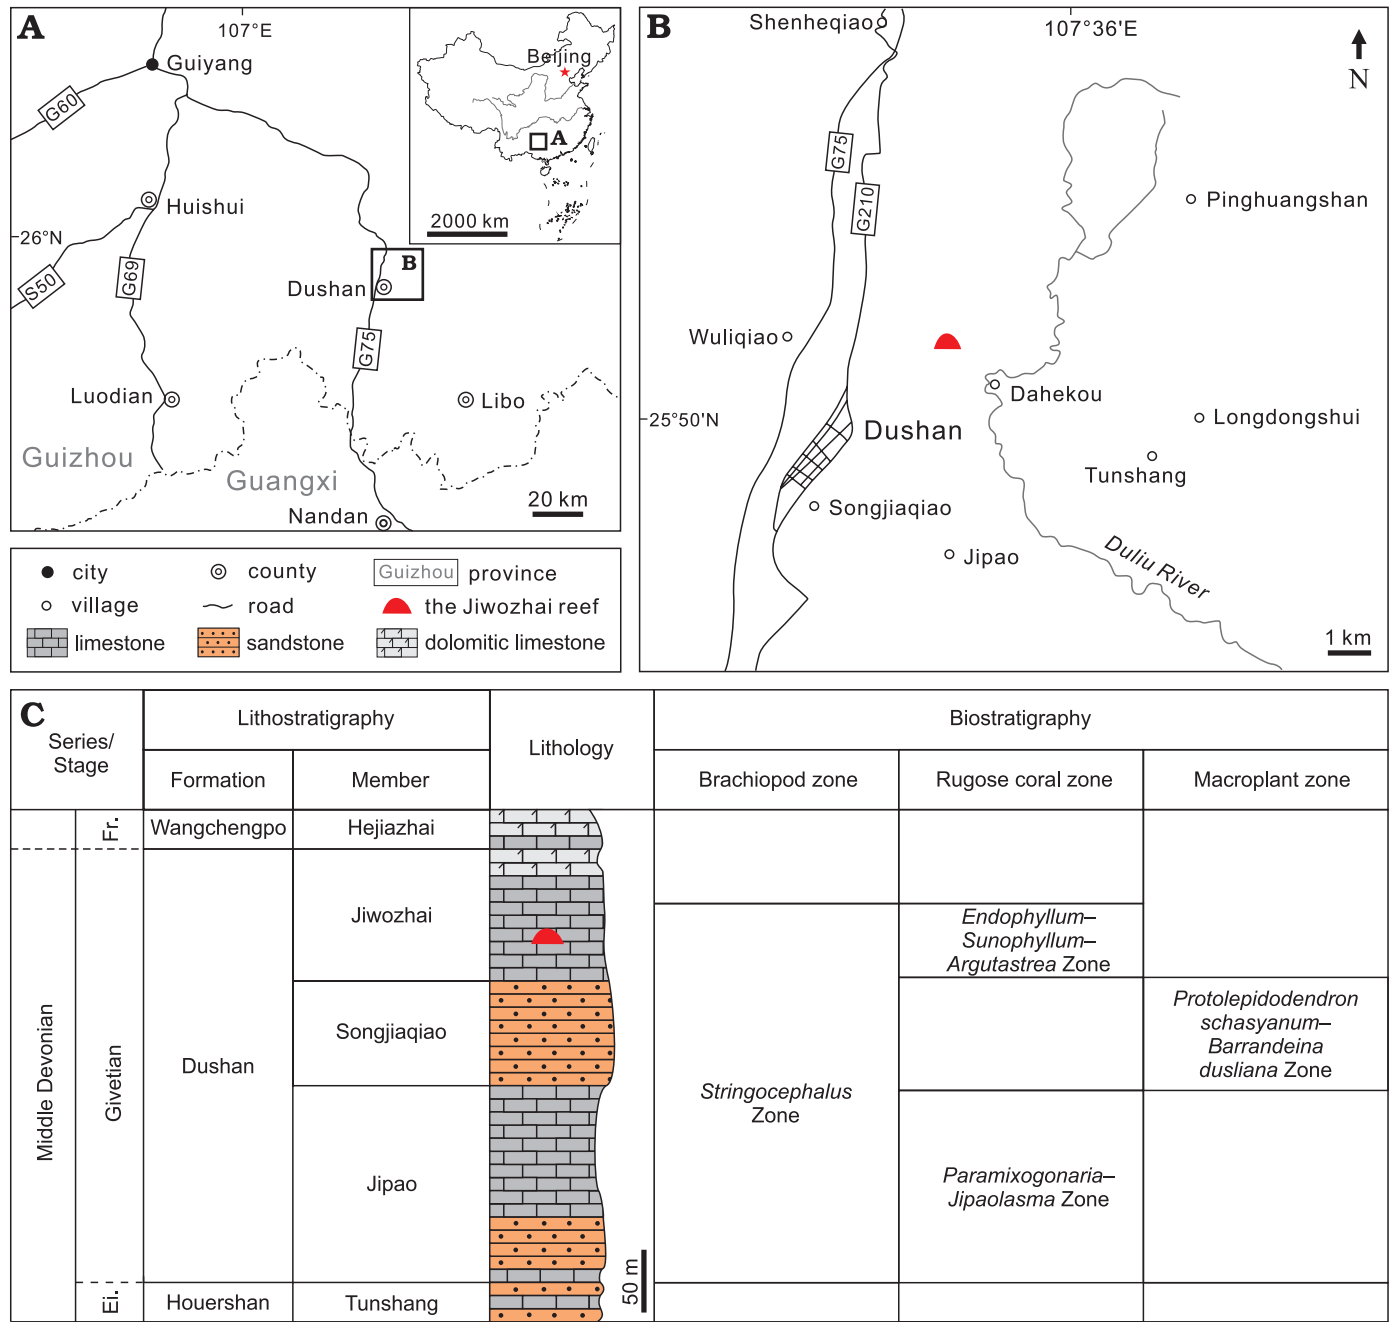 A
107°E
Guiyang
G60
Huishui
26°N
S50
G69
Dushan
B
G75
Luodian
Libo
Guizhou
Guangxi
Nandan
20 km
Beijing
A
2000 km
B
Shenheqiao
107°36'E
N
G75
G210
Pinghuangshan
Wuliqiao
Dahekou
25°50'N
Dushan
Longdongshui
Tunshang
Songjiaqiao
Jipao
Duliu River
1 km
city
county
Guizhou province
village
road
the Jiwozhai reef
limestone
sandstone
dolomitic limestone
C
Series/
Stage
Lithostratigraphy
Formation
Member
Lithology
Biostratigraphy
Brachiopod zone
Rugose coral zone
Macroplant zone
Middle Devonian
Fr.
Givetian
Ei.
Wangchengpo
Dushan
Houershan
Hejiazhai
Jiwozhai
Songjiaqiao
Jipao
Tunshang
50 m
Stringocephalus
Zone
Endophyllum–
Sunophyllum–
Argutastrea Zone
Paramixogonaria–
Jipaolasma Zone
Protolepidodendron
schasyanum–
Barrandeina
dusliana Zone